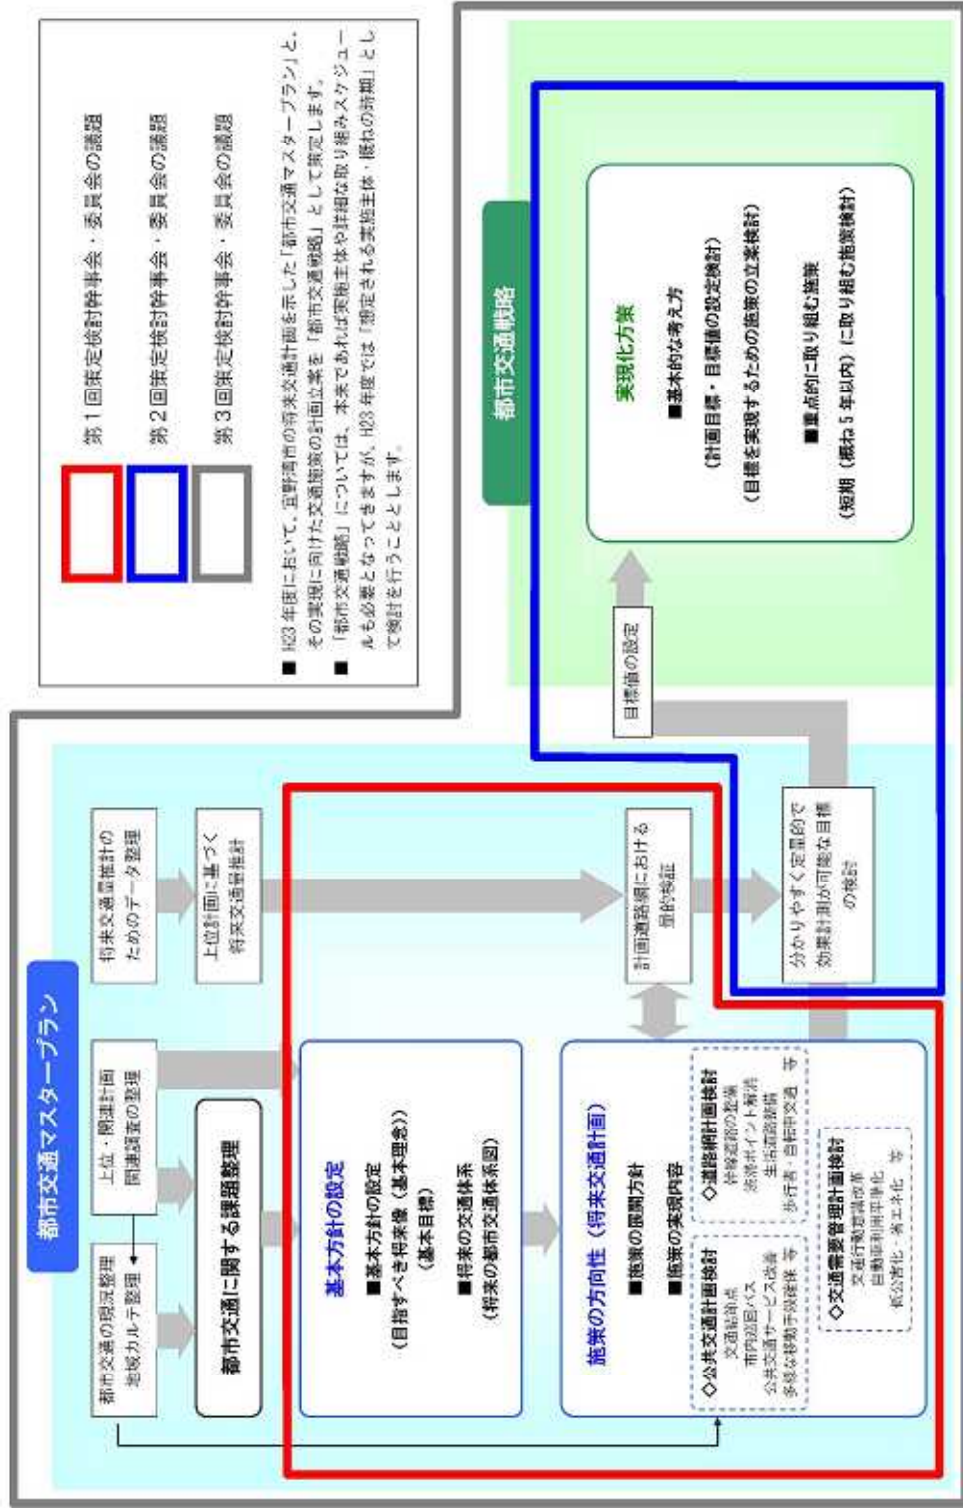 都市交通マスタープラン
都市交通の現況整理
地域カルテ整理
上位・関連計画
関連調査の整理
将来交通量推計の
ためのデータ整理
都市交通に関する課題整理
上位計画に基づく
将来交通量推計
基本方針の設定
■基本方針の設定
(目指すべき将来像(基本理念))
(基本目標)
■将来の交通体系
(将来の都市交通体系図)
施策の方向性(将来交通計画)
■施策の展開方針
■施策の実現内容
◇公共交通計画検討
交通結節点
市内巡回バス
公共交通サービス改善
多様な移動手段確保 等
◇道路網計画検討
幹線道路の整備
渋滞ポイント解消
生活道路整備
歩行者・自転車交通 等
◇交通需要管理計画検討
交通行動意識改革
自動車利用平準化
低公害化・省エネ化 等
計画道路網における
量的検証
分かりやすく定量的で
効果計測が可能な目標
の検討
目標値の設定
都市交通戦略
実現化方策
■基本的な考え方
(計画目標・目標値の設定検討)
(目標を実現するための施策の立案検討)
■重点的に取り組む施策
(短期(概ね5年以内)に取り組む施策検討)
第1回策定検討幹事会・委員会の議題
第2回策定検討幹事会・委員会の議題
第3回策定検討幹事会・委員会の議題
■ H23年度において、宜野湾市の将来交通計画を示した「都市交通マスタープラン」と、
その実現に向けた交通施策の計画立案を「都市交通戦略」として策定します。
■ 「都市交通戦略」については、本来であれば実施主体や詳細な取り組みスケジュー
ルも必要となってきますが、H23年度では「想定される実施主体・概ねの時期」とし
て検討を行うこととします。